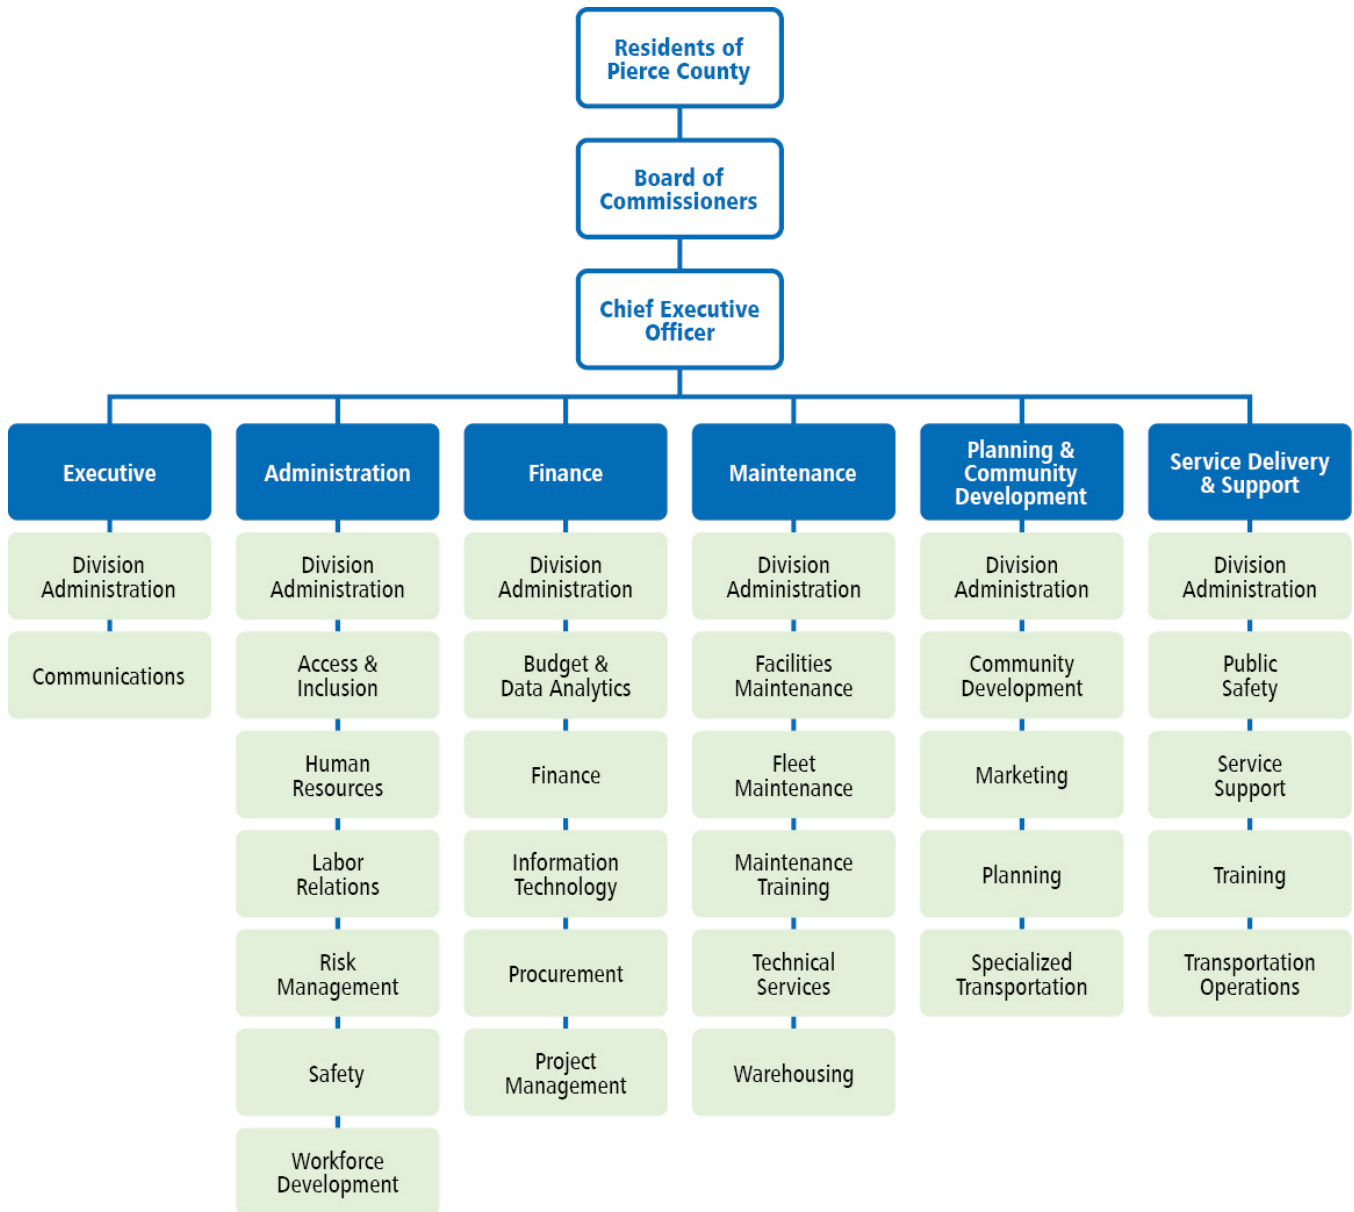 Residents of
Pierce County
Board of
Commissioners
Chief Executive
Officer
Executive
Division
Administration
Communications
Administration
Division
Administration
Access &
Inclusion
Human
Resources
Labor
Relations
Risk
Management
Safety
Workforce
Development
Finance
Division
Administration
Budget &
Data Analytics
Finance
Information
Technology
Procurement
Project
Management
Maintenance
Division
Administration
Facilities
Maintenance
Fleet
Maintenance
Maintenance
Training
Technical
Services
Warehousing
Planning &
Community
Development
Division
Administration
Community
Development
Marketing
Planning
Specialized
Transportation
Service Delivery
& Support
Division
Administration
Public
Safety
Service
Support
Training
Transportation
Operations